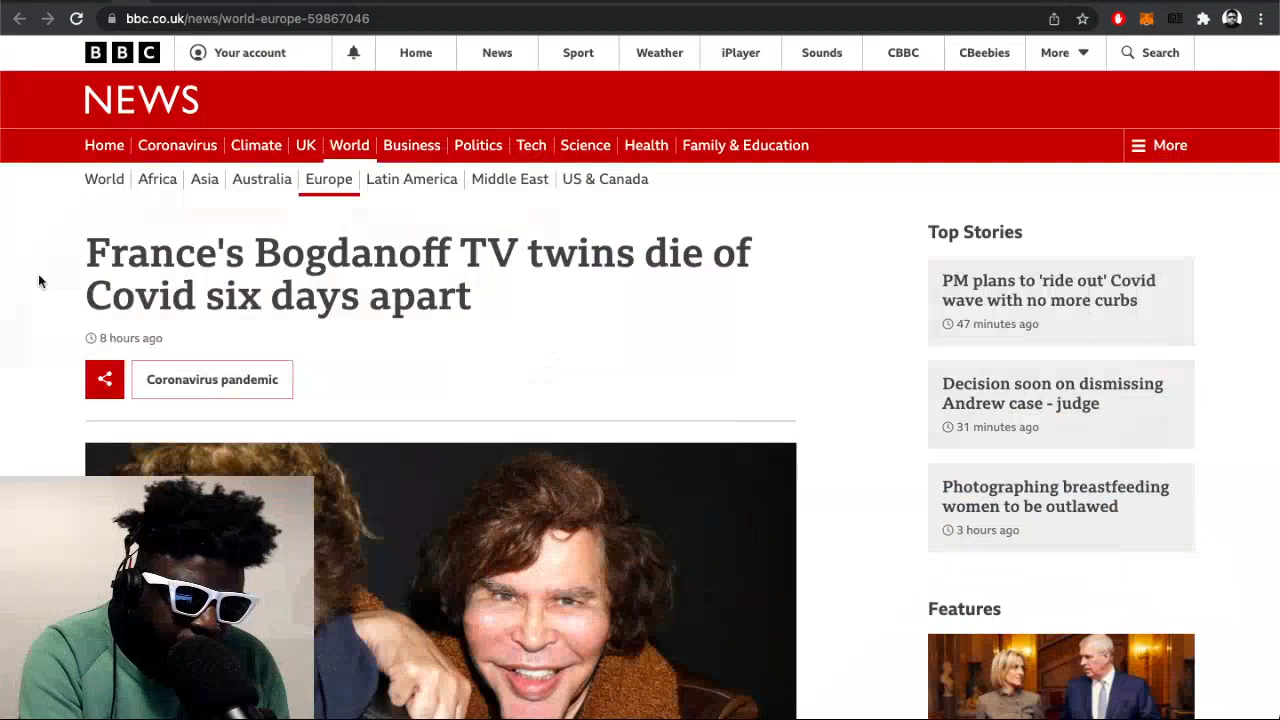 bbc.co.uk/news/world-europe-59867046
BBC Your account Home News Sport Weather iPlayer Sounds CBBC CBeebies More Search
NEWS
Home Coronavirus Climate UK World Business Politics Tech Science Health Family & Education More
World Africa Asia Australia Europe Latin America Middle East US & Canada
France's Bogdanoff TV twins die of
Covid six days apart
8 hours ago
Coronavirus pandemic
Top Stories
PM plans to 'ride out' Covid
wave with no more curbs
47 minutes ago
Decision soon on dismissing
Andrew case - judge
31 minutes ago
Photographing breastfeeding
women to be outlawed
3 hours ago
Features